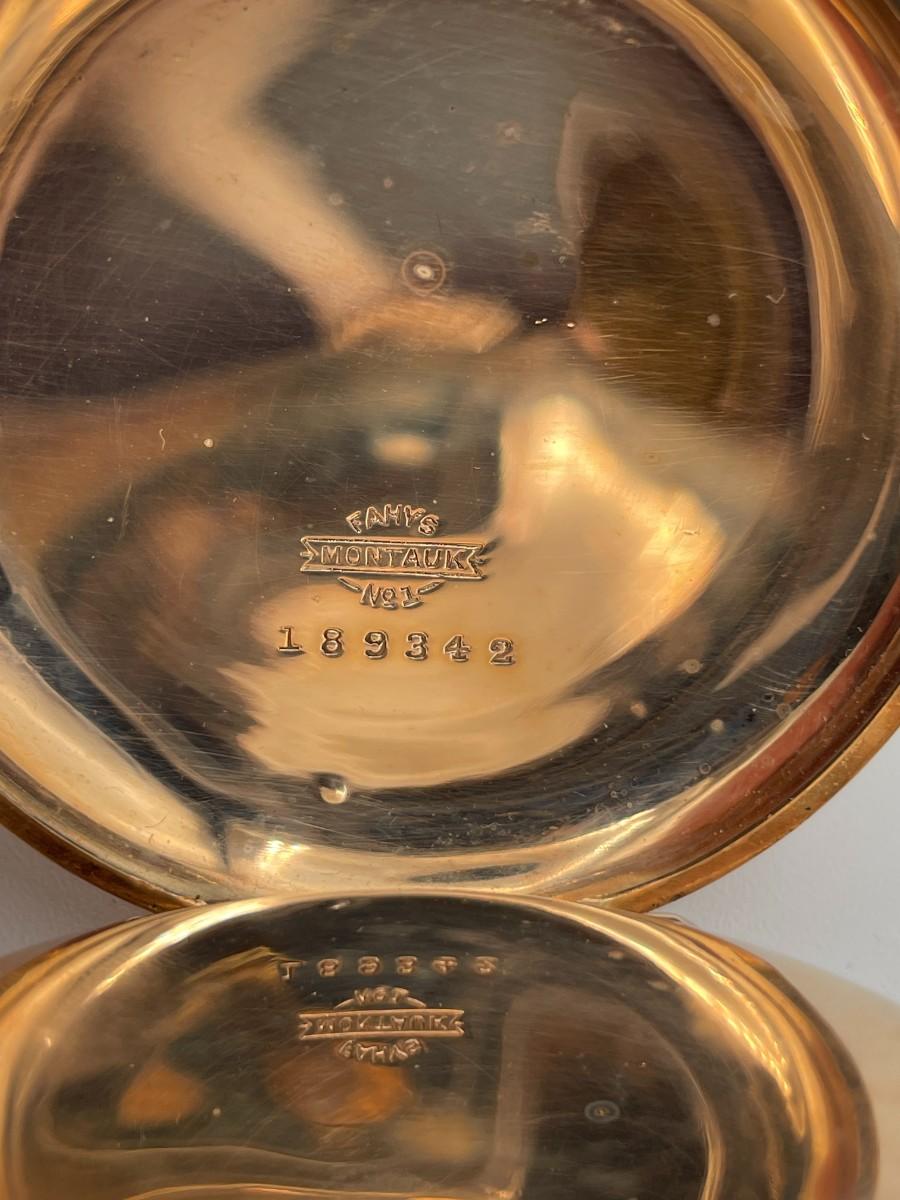 FAHYS
MONTAUK
No1
189342